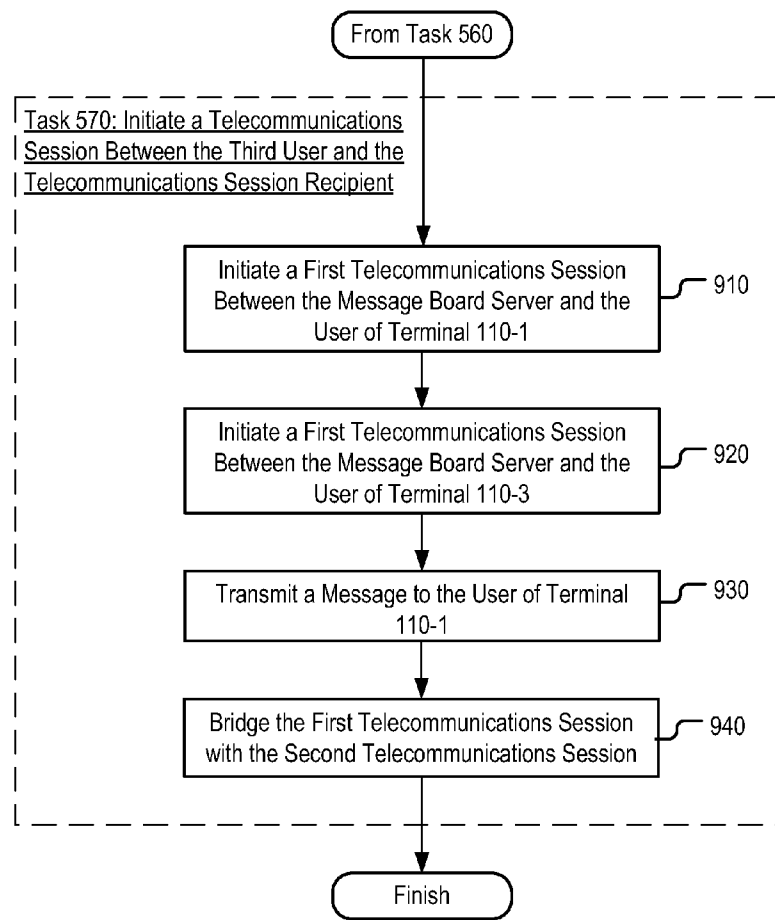 From Task 560
Task 570: Initiate a Telecommunications
Session Between the Third User and the
Telecommunications Session Recipient
Initiate a First Telecommunications Session
Between the Message Board Server and the
User of Terminal 110-1
910
Initiate a First Telecommunications Session
Between the Message Board Server and the
User of Terminal 110-3
920
Transmit a Message to the User of Terminal
110-1
930
Bridge the First Telecommunications Session
with the Second Telecommunications Session
940
Finish